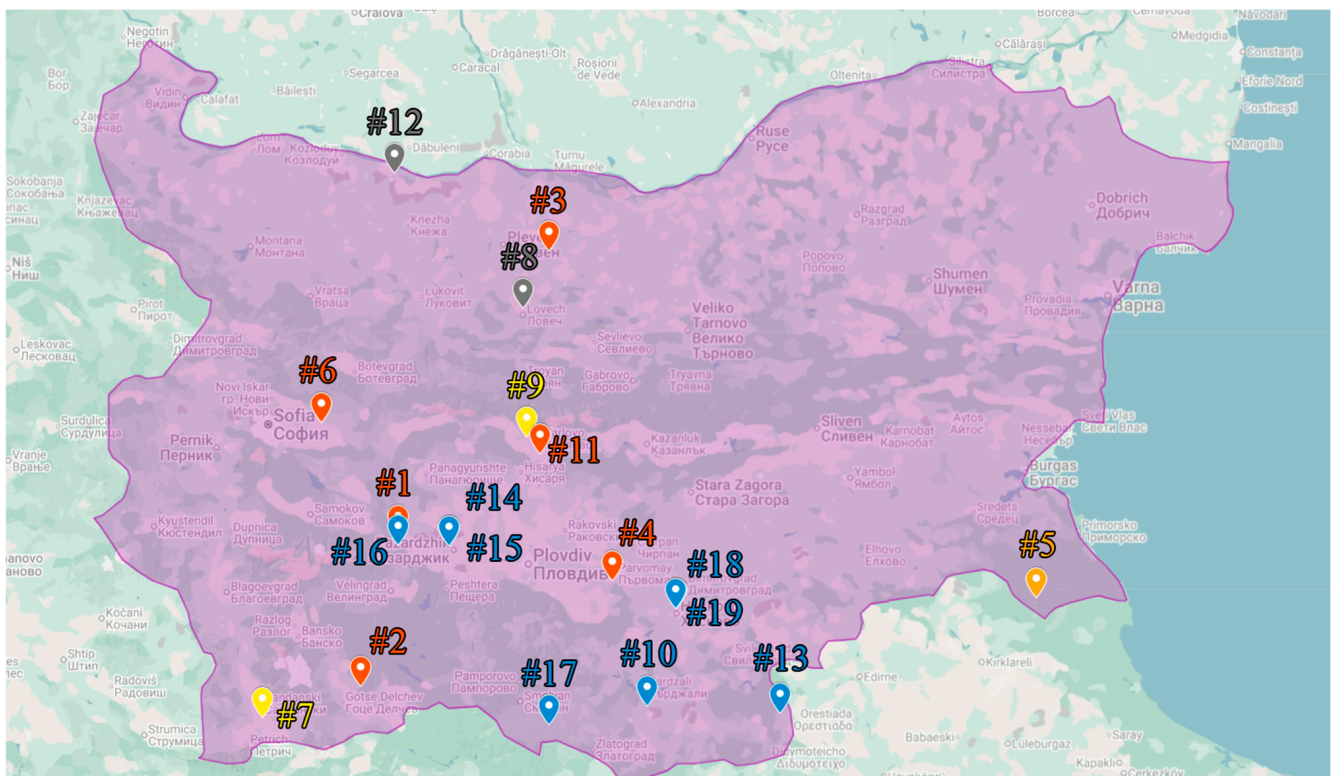 Craiova
Borcea
Cernavodă
Năvodari
Negotin
Неготин
Drăgănești-Olt
Călărași
Medgidia
Constanța
Bor
Бор
Segarcea
Caracal
Roșiorii
de Vede
Oltenița
Silistra
Силистра
Eforie Nord
Vidin
Видин
Calafat
Băilești
Alexandria
Costinești
Zaječar
Зајечар
#12
Ruse
Русе
Mangalia
Lom
Лом
Kozloduy
Козлодуй
Dăbuleni
Corabia
Turnu
Măgurele
Sokobanja
Сокобања
Knjaževac
Књажевац
#3
Knezha
Кнежа
Razgrad
Разград
Dobrich
Добрич
Montana
Монтана
#8
Popovo
Попово
Balchik
Балчик
Niš
Ниш
Pirot
Пирот
Vratsa
Враца
Lukovit
Луковит
Lovech
Ловеч
Shumen
Шумен
Provadia
Провадия
Varna
Варна
Leskovac
Лесковац
Dimitrovgrad
Димитровград
Veliko
Tarnovo
Велико
Търново
Sevlievo
Севлиево
#6
Botevgrad
Ботевград
#9
Gabrovo
Габрово
Tryavna
Трявна
Novi Iskar
гр. Нови
Искър
Sofia
София
Surdulica
Сурдулица
Pernik
Перник
#11
Kazanlak
Казанлък
Sliven
Сливен
Karnobat
Карнобат
Aytos
Айтос
Sveti Vlas
Свети Влас
Vranje
Врање
Panagyurishte
Панагюрище
Hisarya
Хисаря
Burgas
Бургас
#1
#14
Stara Zagora
Стара Загора
Yambol
Ямбол
Kyustendil
Кюстендил
Dupnica
Дупница
Samokov
Самоков
#16
#15
#4
Sredets
Средец
Primorsko
Приморско
Plovdiv
Parvomay
Elhovo
Елхово
#5
#18
Blagoevgrad
Благоевград
Velingrad
Велинград
Peshtera
Пещера
#19
Kočani
Кочани
Razlog
Разлог
Bansko
Банско
#2
#10
#13
Štip
Штип
Radoviš
Радовиш
Gotse Delchev
Гоце Делчев
Pamporovo
Пампорово
#17
Kirklareli
Edirne
#7
Strumica
Струмица
Petrich
Zlatograd
Златоград
Orestiada
Ορεστιάδα
Didymoteicho
Διδυμότειχο
Babaeski
Lüleburgaz
Saray
Kapaklı
Çerkezköy